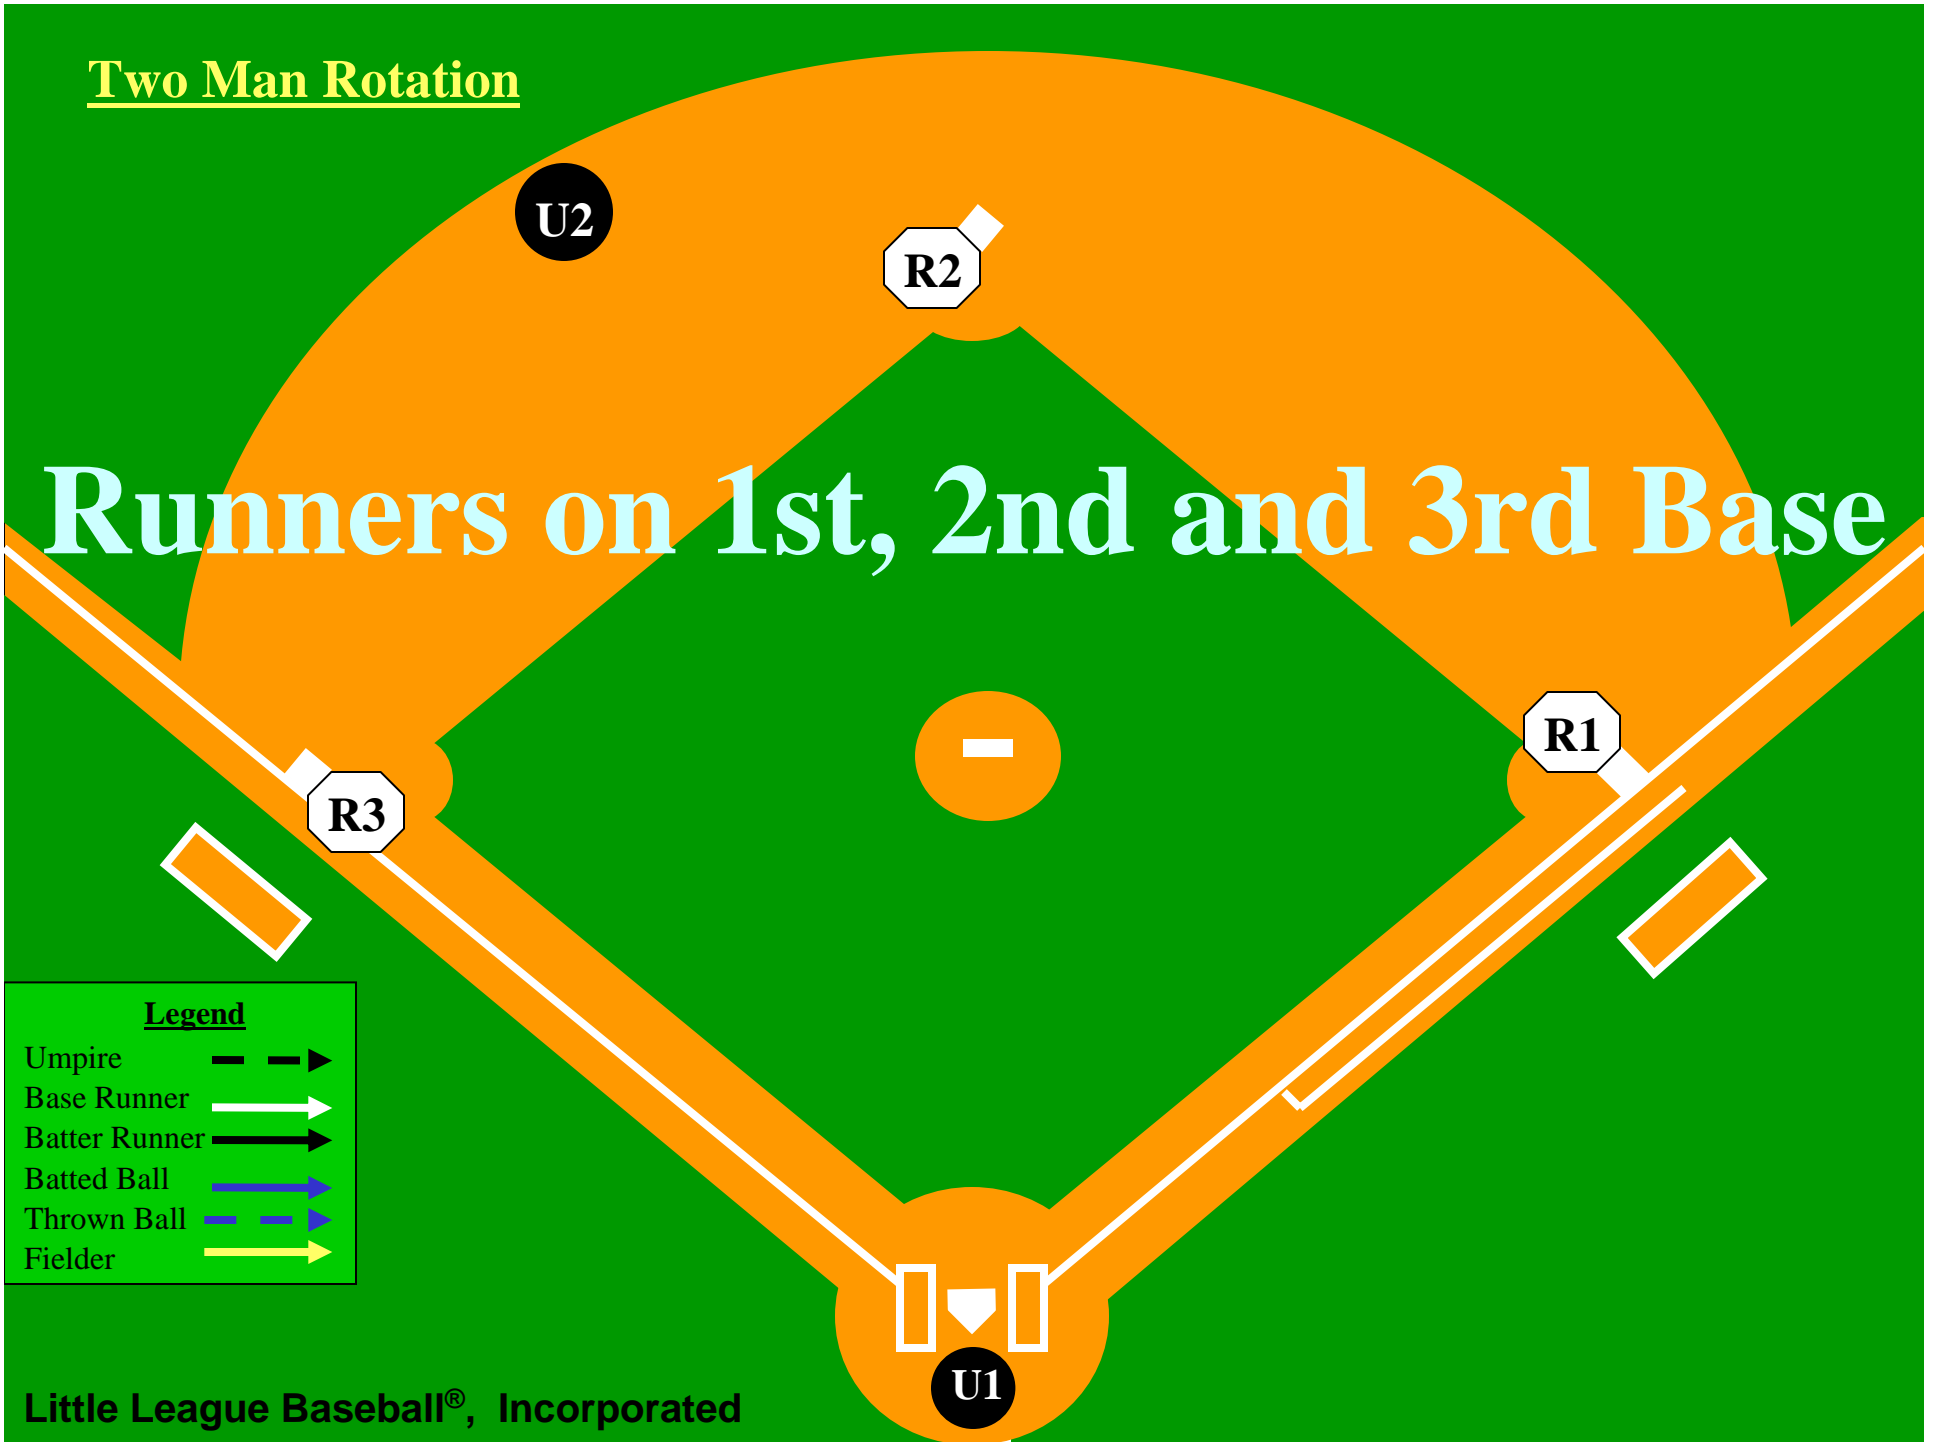 Two Man Rotation
U2
R2
Runners on 1st, 2nd and 3rd Base
R1
R3
Legend
Umpire
Base Runner
Batter Runner
Batted Ball
Thrown Ball
Fielder
U1
Little League Baseball®, Incorporated